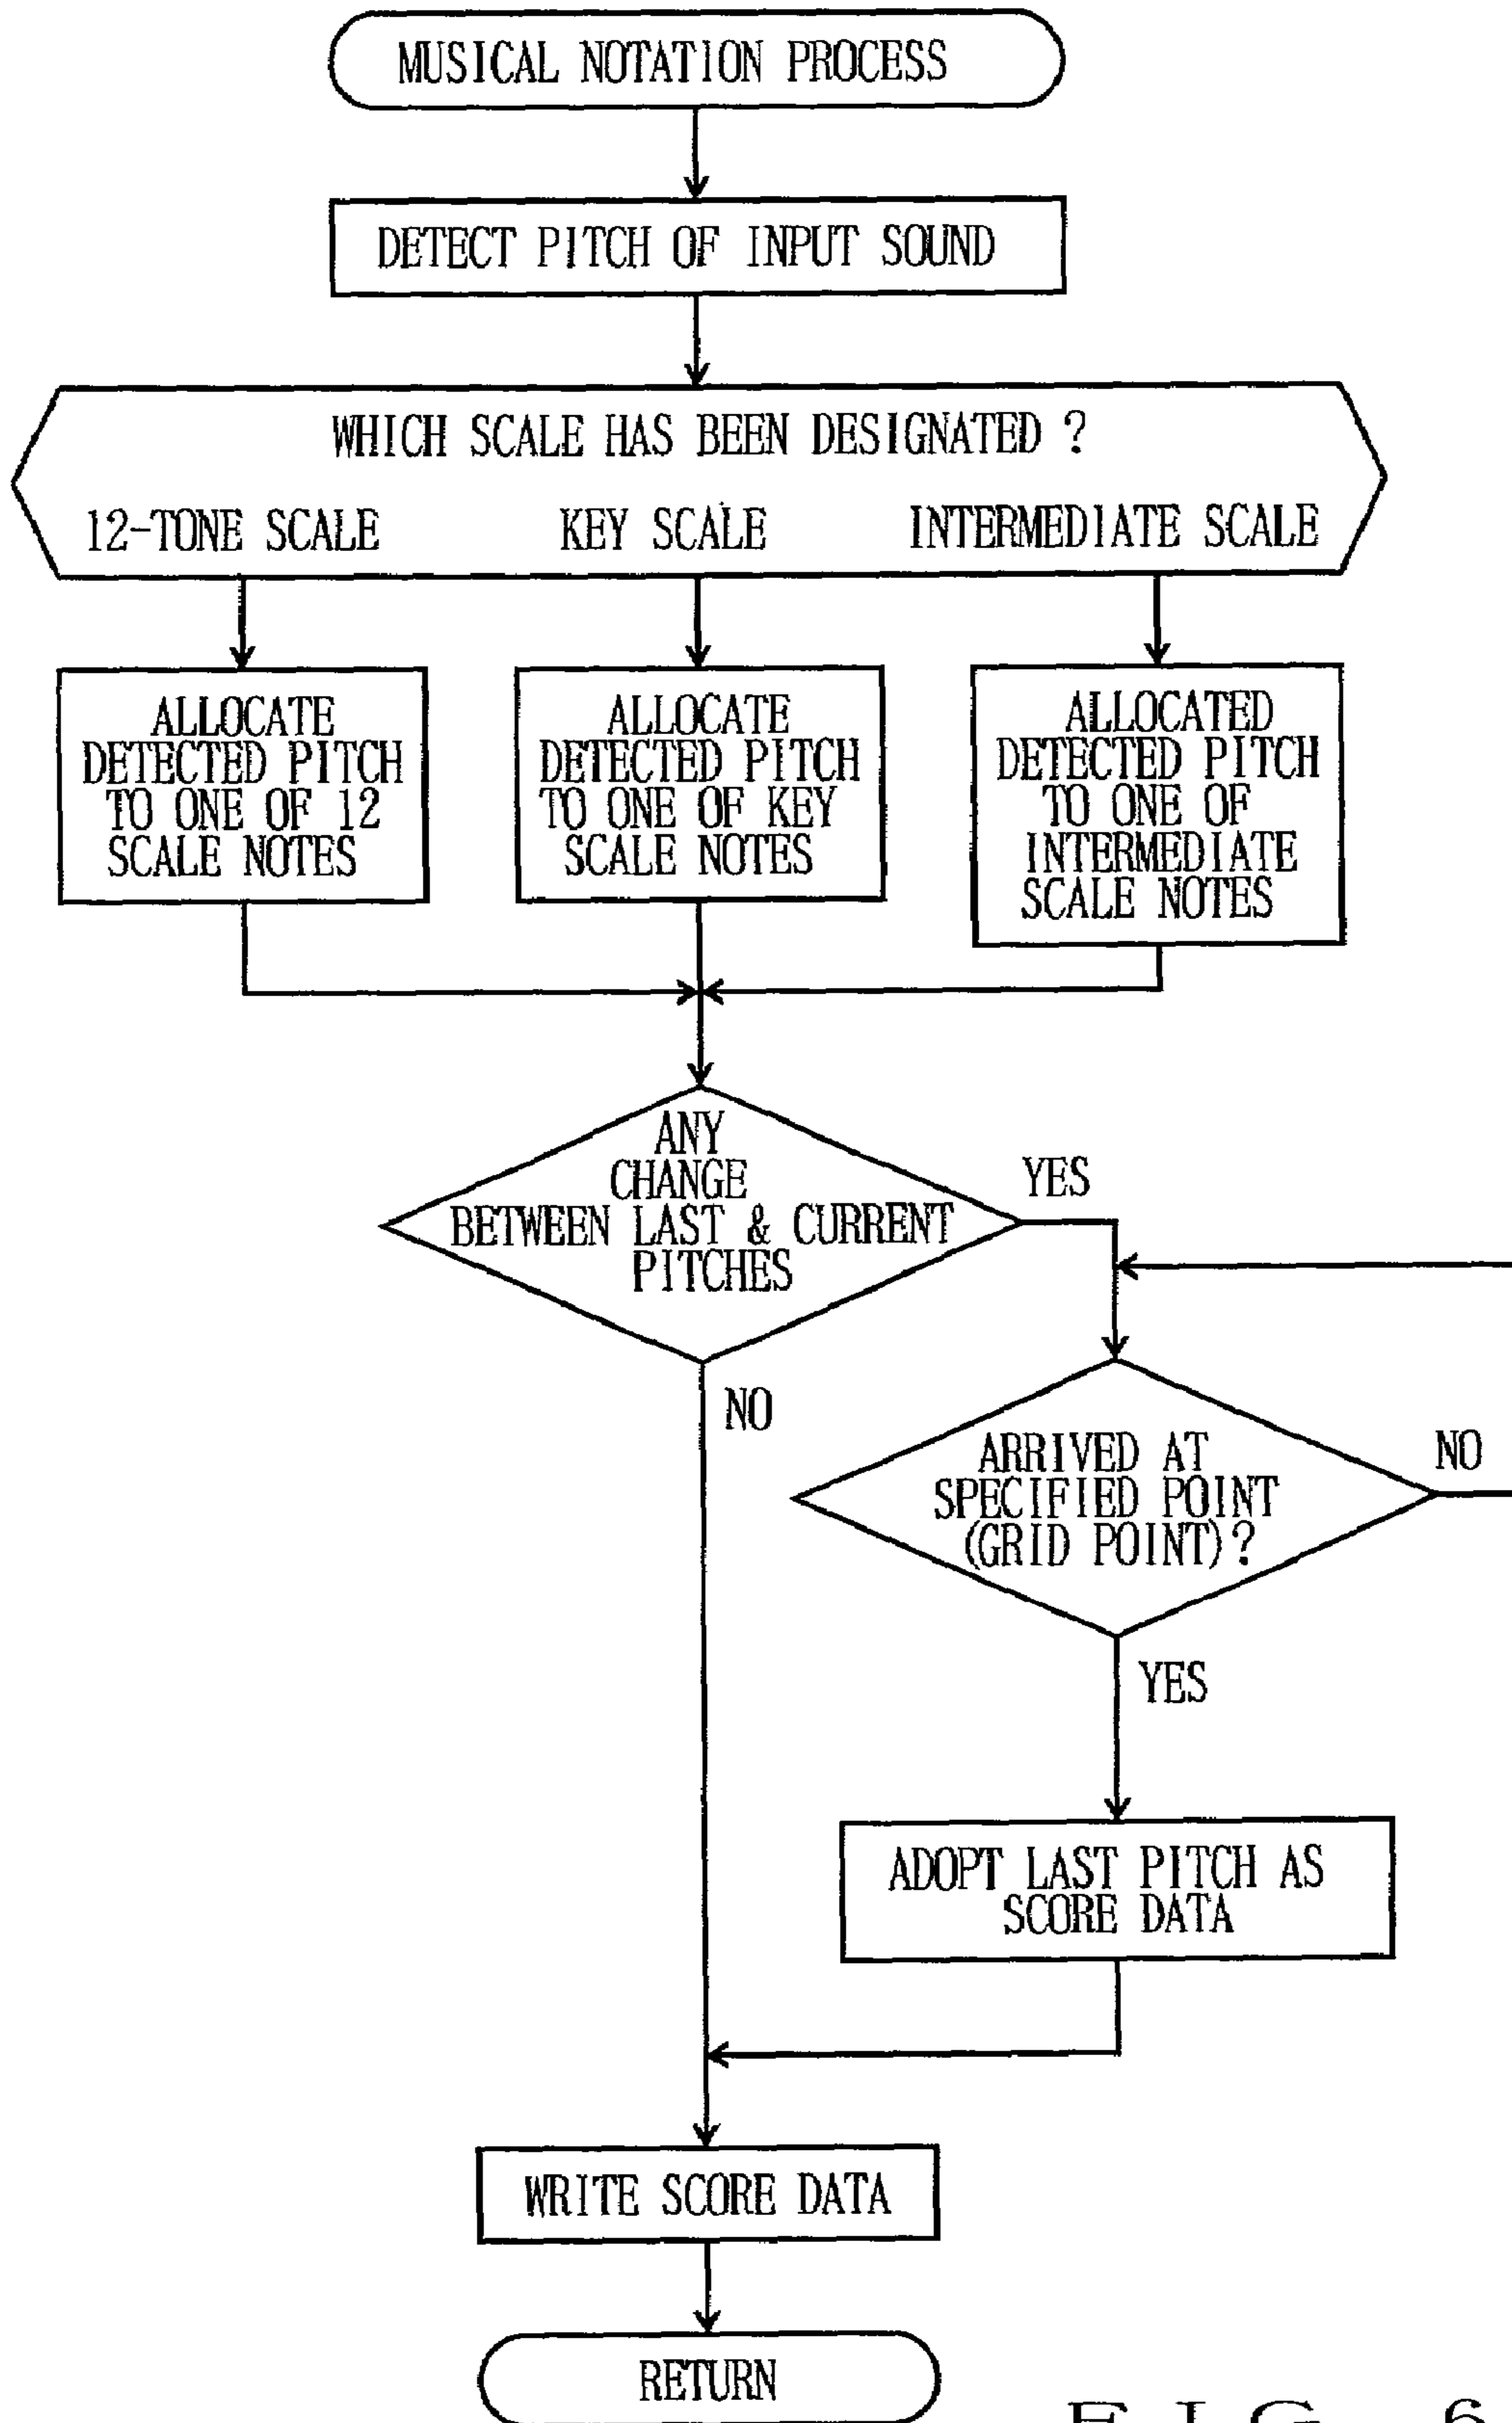 MUSICAL NOTATION PROCESS
DETECT PITCH OF INPUT SOUND
WHICH SCALE HAS BEEN DESIGNATED ?
12-TONE SCALE
KEY SCALE
INTERMEDIATE SCALE
ALLOCATE
DETECTED PITCH
TO ONE OF 12
SCALE NOTES
ALLOCATE
DETECTED PITCH
TO ONE OF KEY
SCALE NOTES
ALLOCATED
DETECTED PITCH
TO ONE OF
INTERMEDIATE
SCALE NOTES
ANY
CHANGE
BETWEEN LAST & CURRENT
PITCHES
YES
NO
ARRIVED AT
SPECIFIED POINT
(GRID POINT)?
NO
YES
ADOPT LAST PITCH AS
SCORE DATA
WRITE SCORE DATA
RETURN
FIG. 6